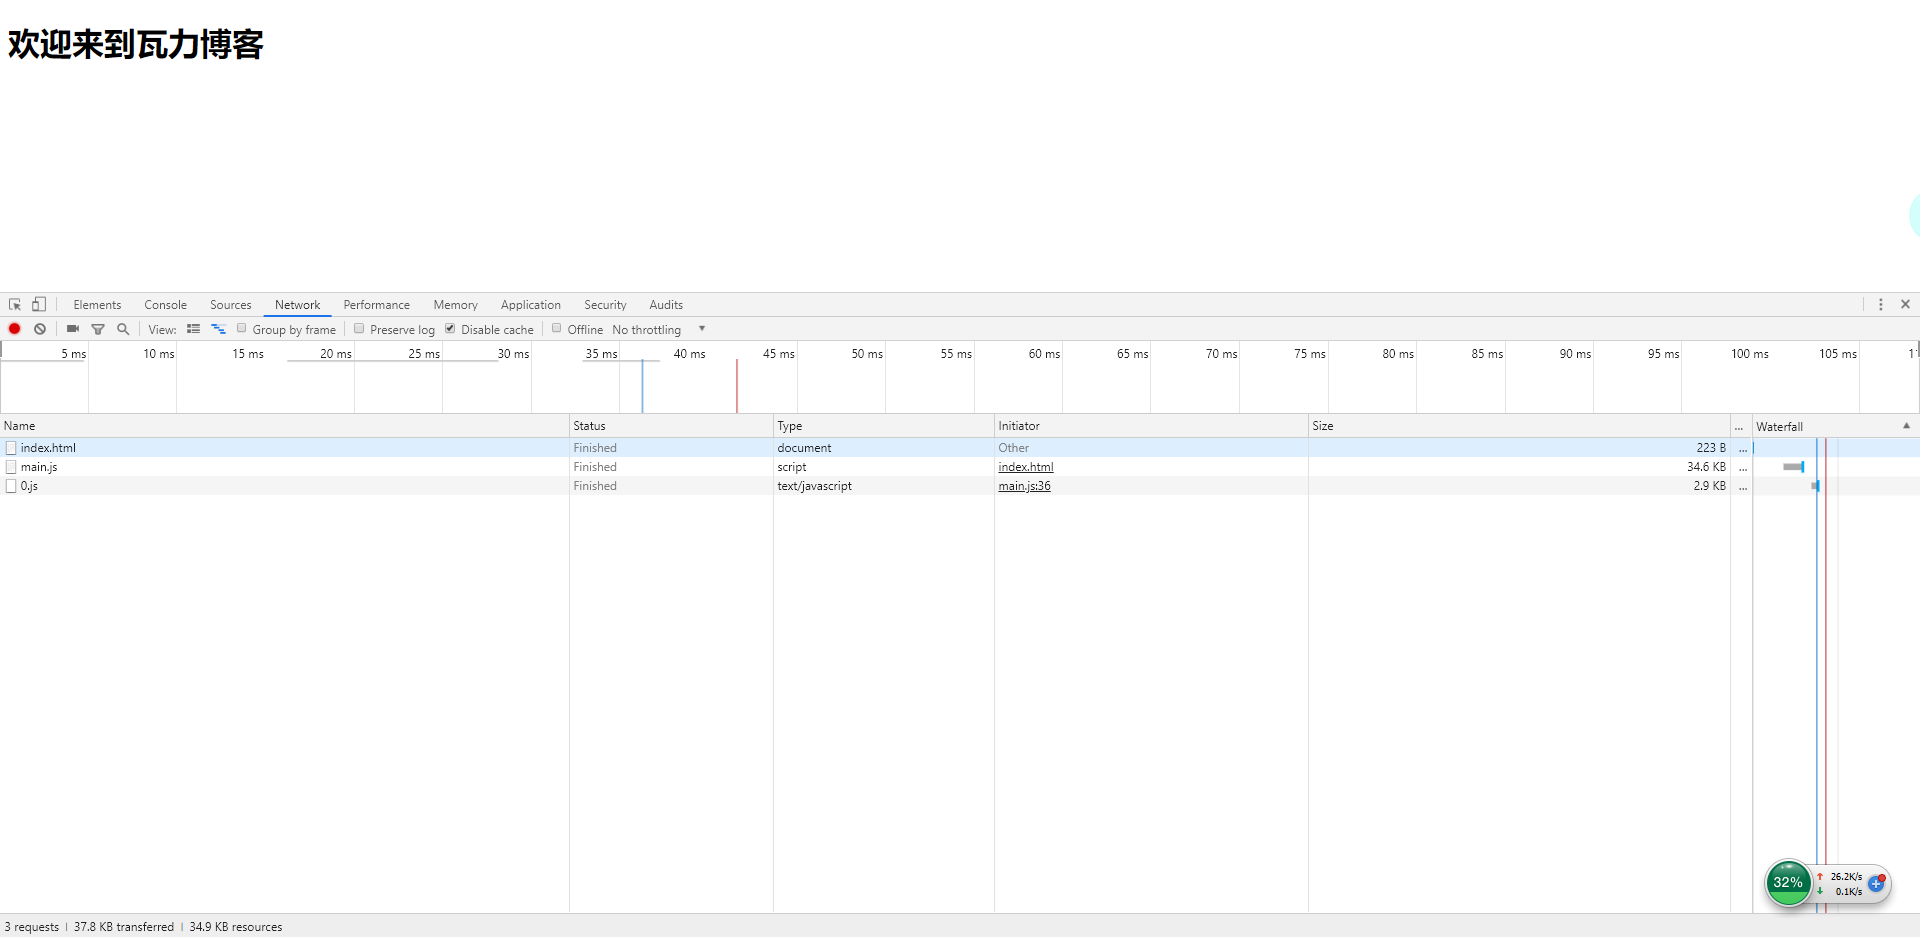 欢迎来到瓦力博客
Elements Console Sources Network Performance Memory Application Security Audits
View: Group by frame Preserve log Disable cache Offline No throttling
5 ms 10 ms 15 ms 20 ms 25 ms 30 ms 35 ms 40 ms 45 ms 50 ms 55 ms 60 ms 65 ms 70 ms 75 ms 80 ms 85 ms 90 ms 95 ms 100 ms 105 ms
Name Status Type Initiator Size ... Waterfall
index.html Finished document Other 223 B ...
main.js Finished script index.html 34.6 KB ...
0.js Finished text/javascript main.js:36 2.9 KB ...
32% 26.2K/s
0.1K/s
3 requests | 37.8 KB transferred | 34.9 KB resources